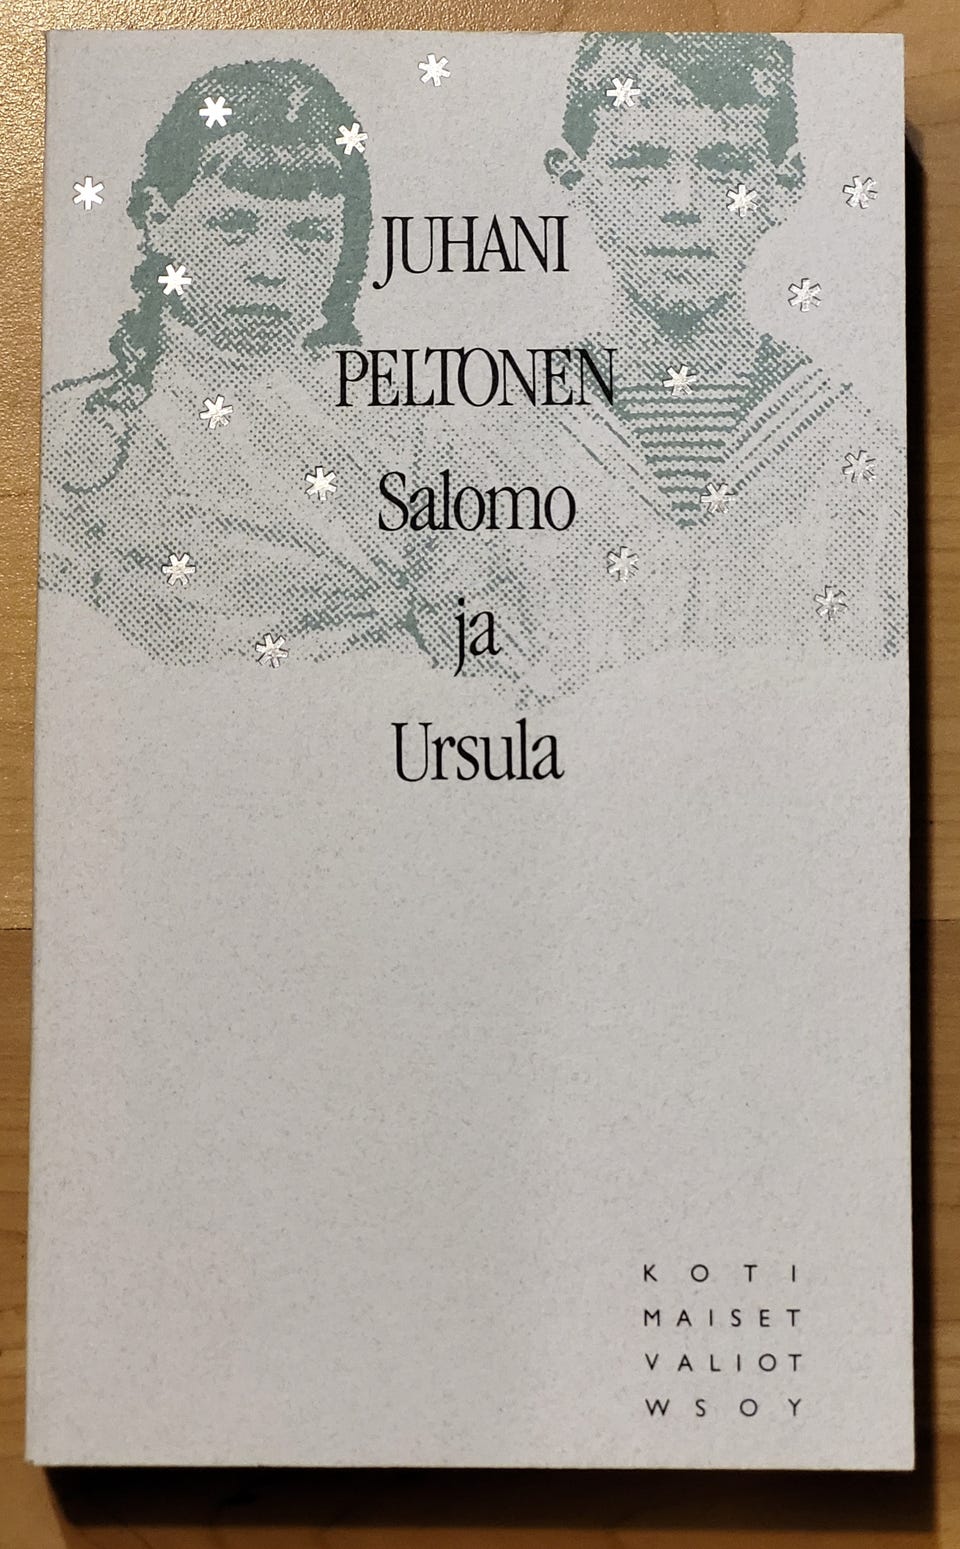 JUHANI
PELTONEN
Salomo
ja
Ursula
KOTI
MAISET
VALIOT
WSOY